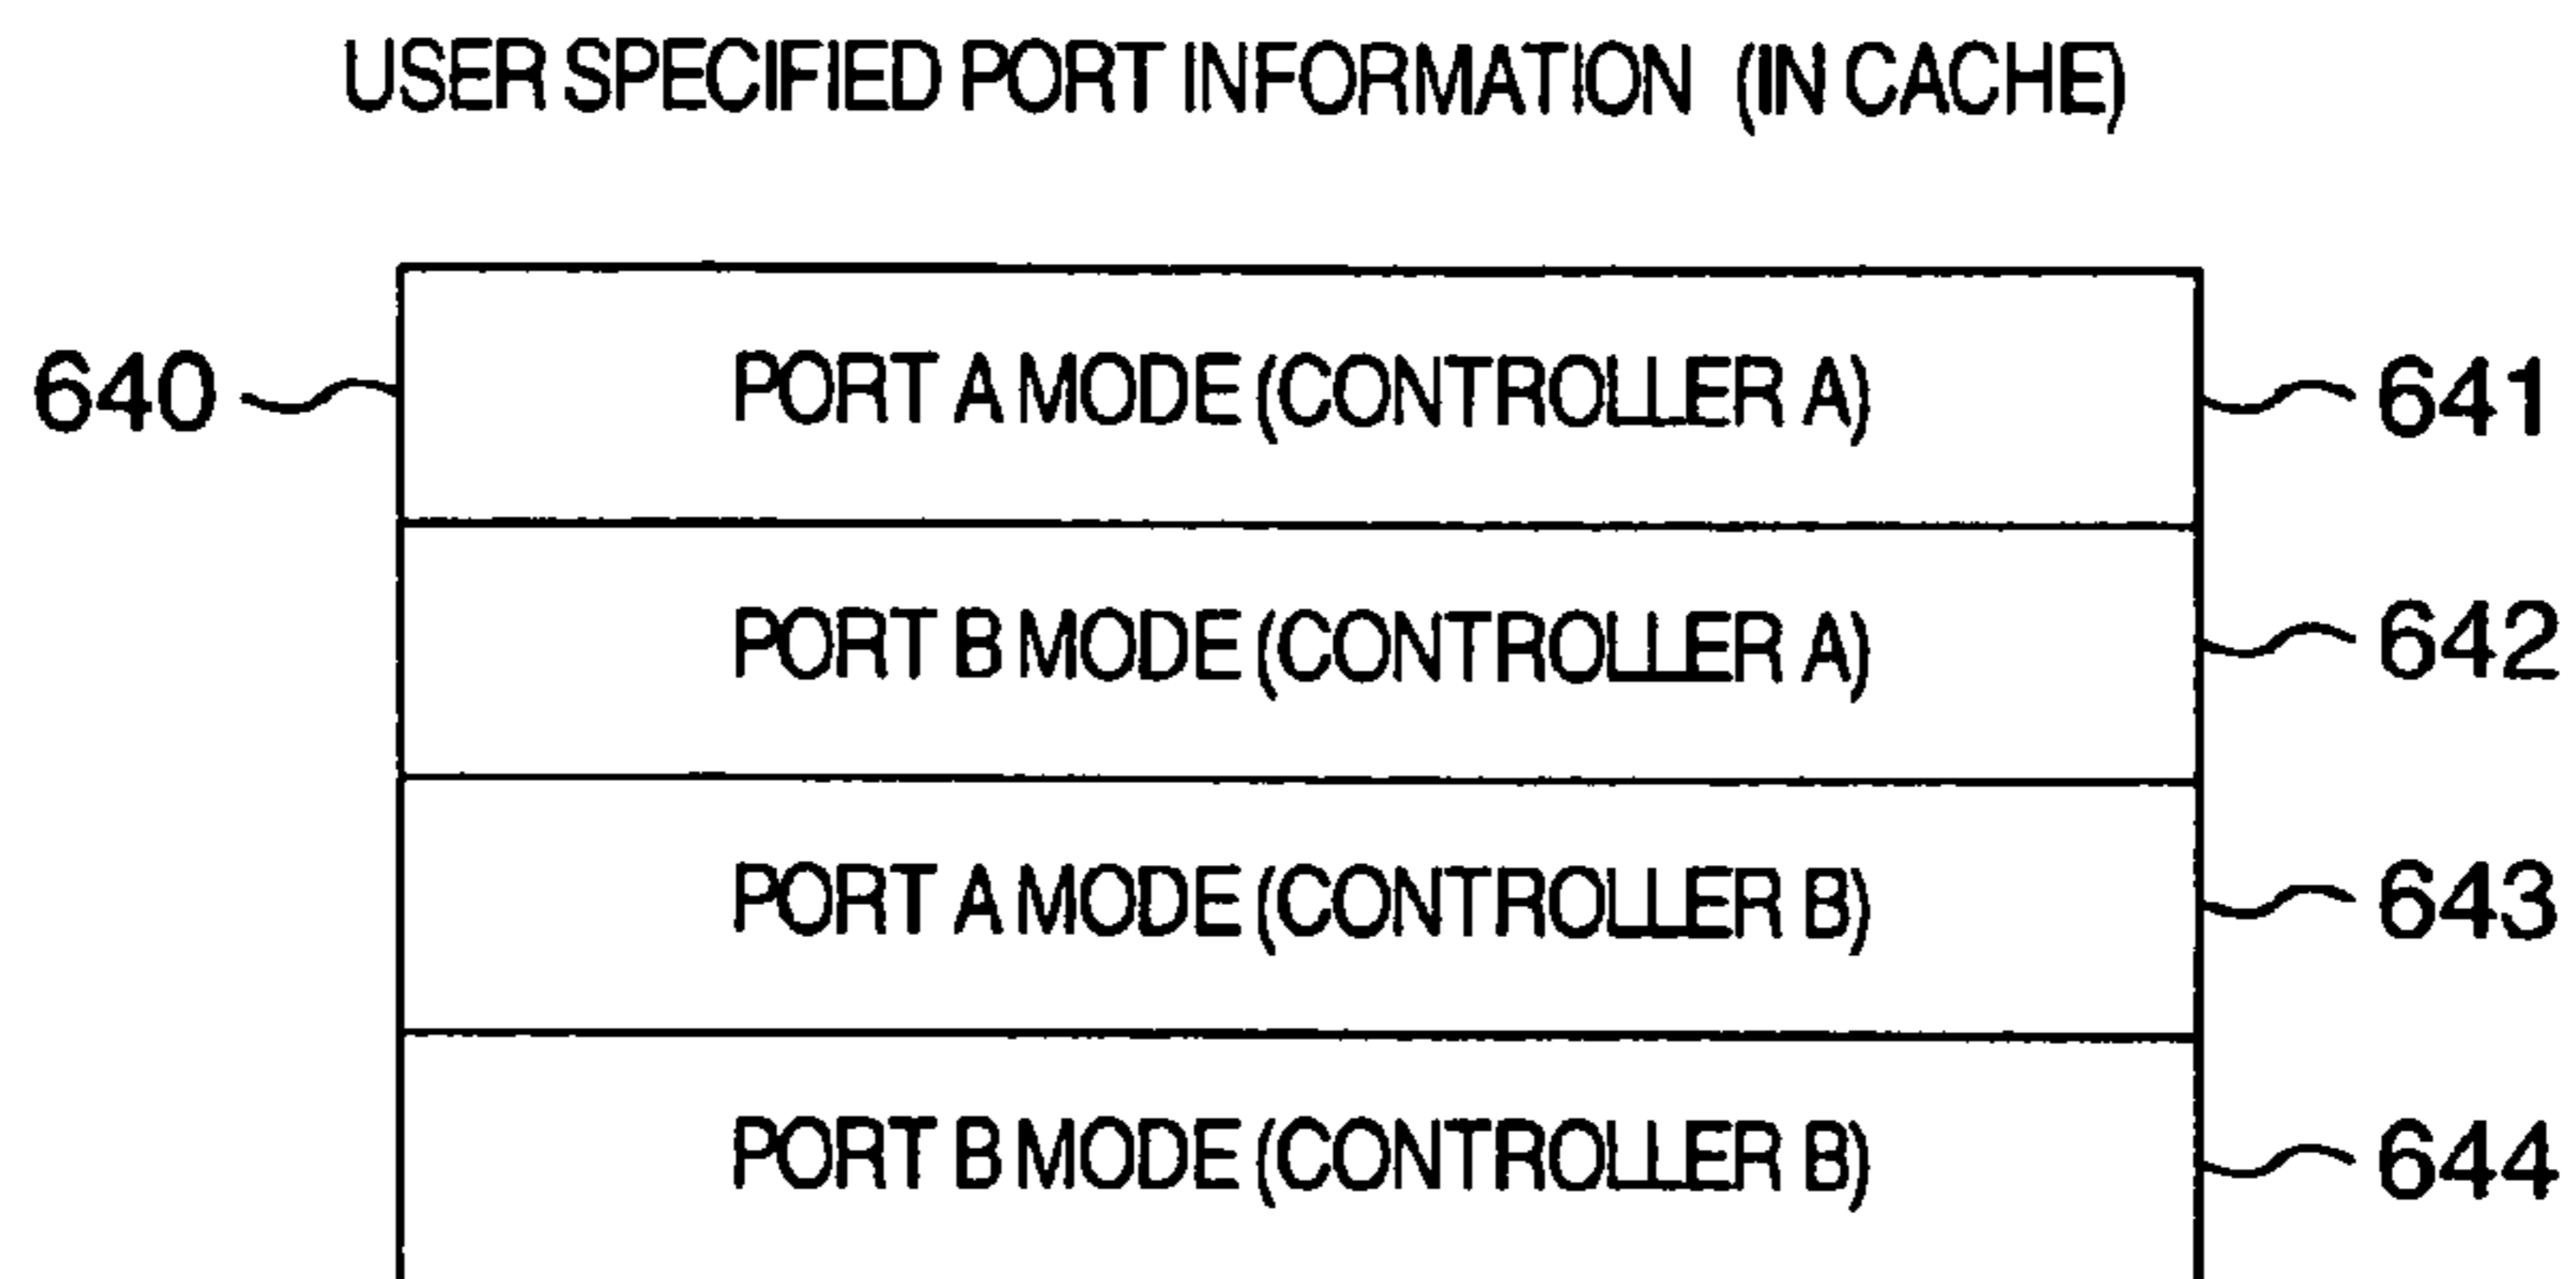 USER SPECIFIED PORT INFORMATION (IN CACHE)
640 PORT A MODE (CONTROLLER A) 641
PORT B MODE (CONTROLLER A) 642
PORT A MODE (CONTROLLER B) 643
PORT B MODE (CONTROLLER B) 644